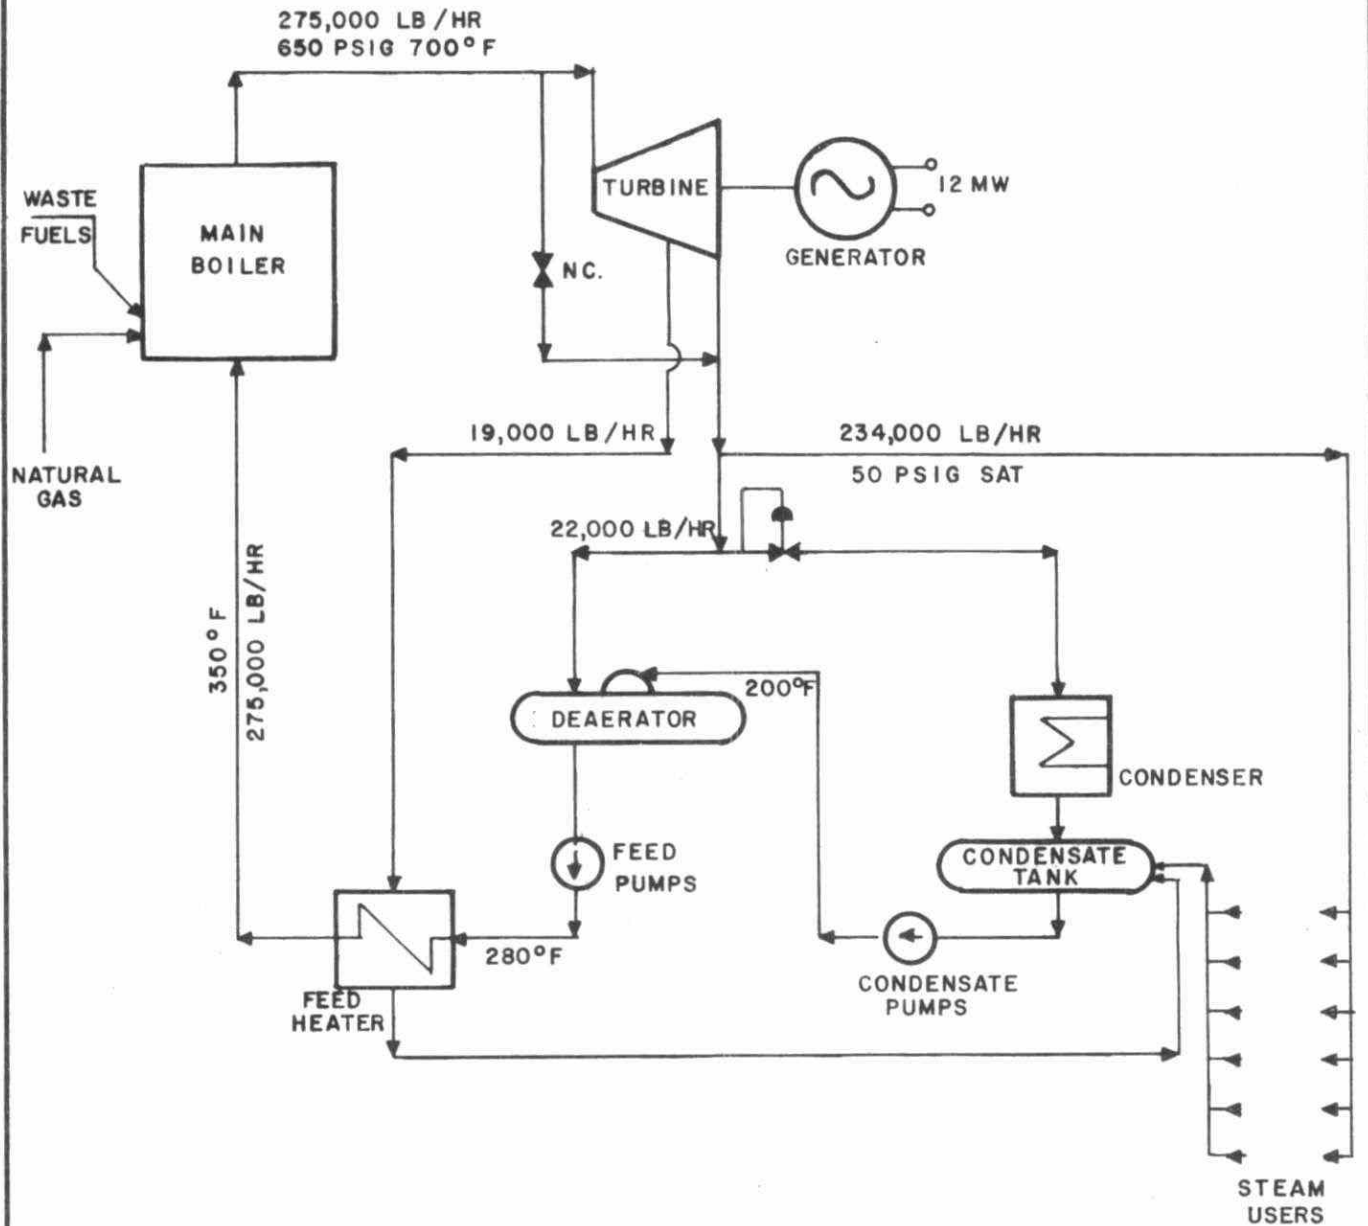 275,000 LB/HR
650 PSIG 700°F
WASTE
FUELS
MAIN
BOILER
TURBINE
12 MW
GENERATOR
N.C.
NATURAL
GAS
19,000 LB/HR
234,000 LB/HR
50 PSIG SAT
22,000 LB/HR
350°F
275,000 LB/HR
200°F
DEAERATOR
CONDENSER
FEED
PUMPS
CONDENSATE
TANK
280°F
CONDENSATE
PUMPS
FEED
HEATER
STEAM
USERS